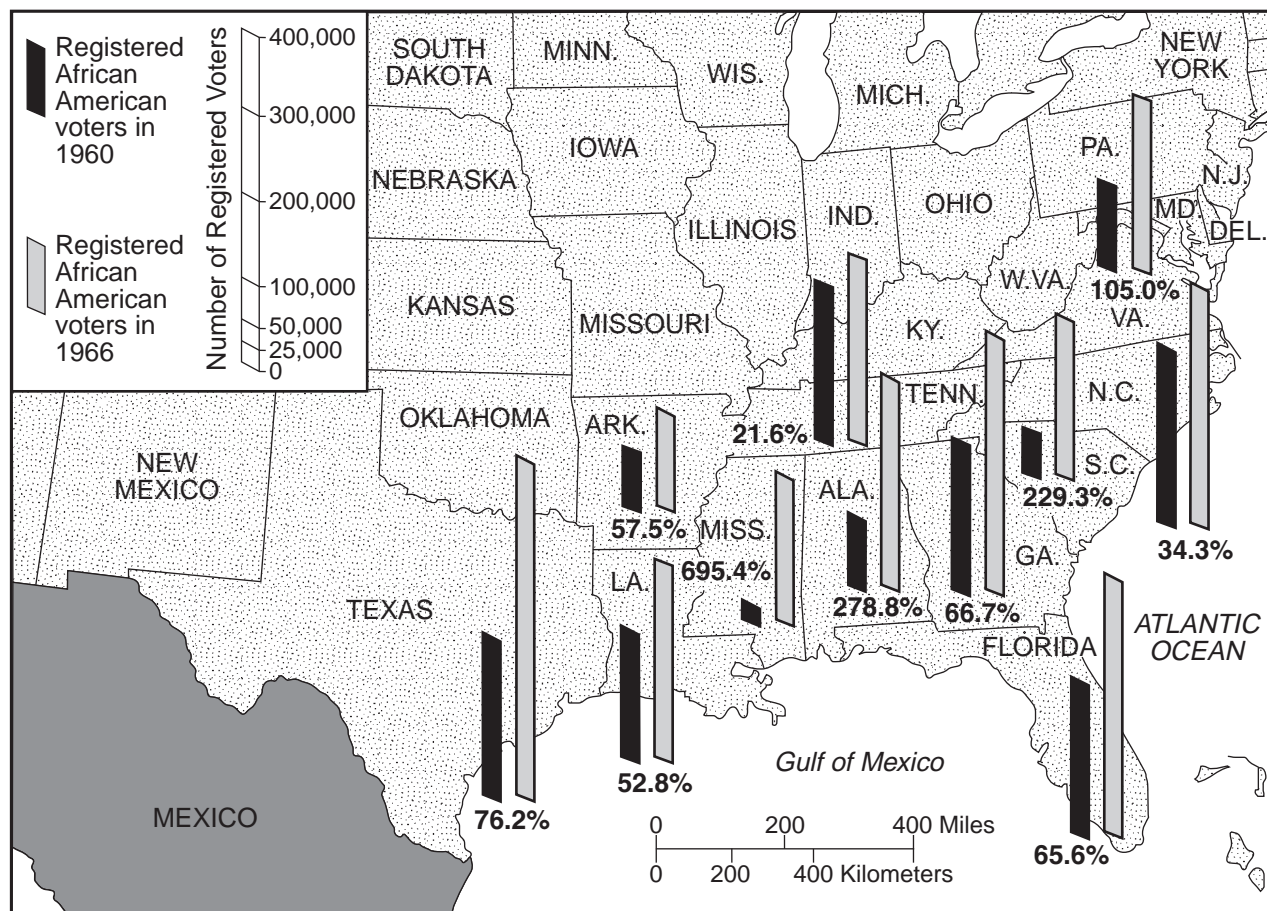 Registered
African
American
voters in
1960
Registered
African
American
voters in
1966
Number of Registered Voters
400,000
300,000
200,000
100,000
50,000
25,000
0
SOUTH
DAKOTA
MINN.
WIS.
MICH.
NEW
YORK
NEBRASKA
IOWA
ILLINOIS
IND.
OHIO
PA.
N.J.
MD.
DEL.
KANSAS
MISSOURI
KY.
W.VA.
VA.
105.0%
OKLAHOMA
ARK.
57.5%
TENN.
21.6%
N.C.
34.3%
S.C.
229.3%
NEW
MEXICO
TEXAS
76.2%
LA.
52.8%
MISS.
695.4%
ALA.
278.8%
GA.
66.7%
FLORIDA
65.6%
ATLANTIC
OCEAN
Gulf of Mexico
MEXICO
0 200 400 Miles
0 200 400 Kilometers